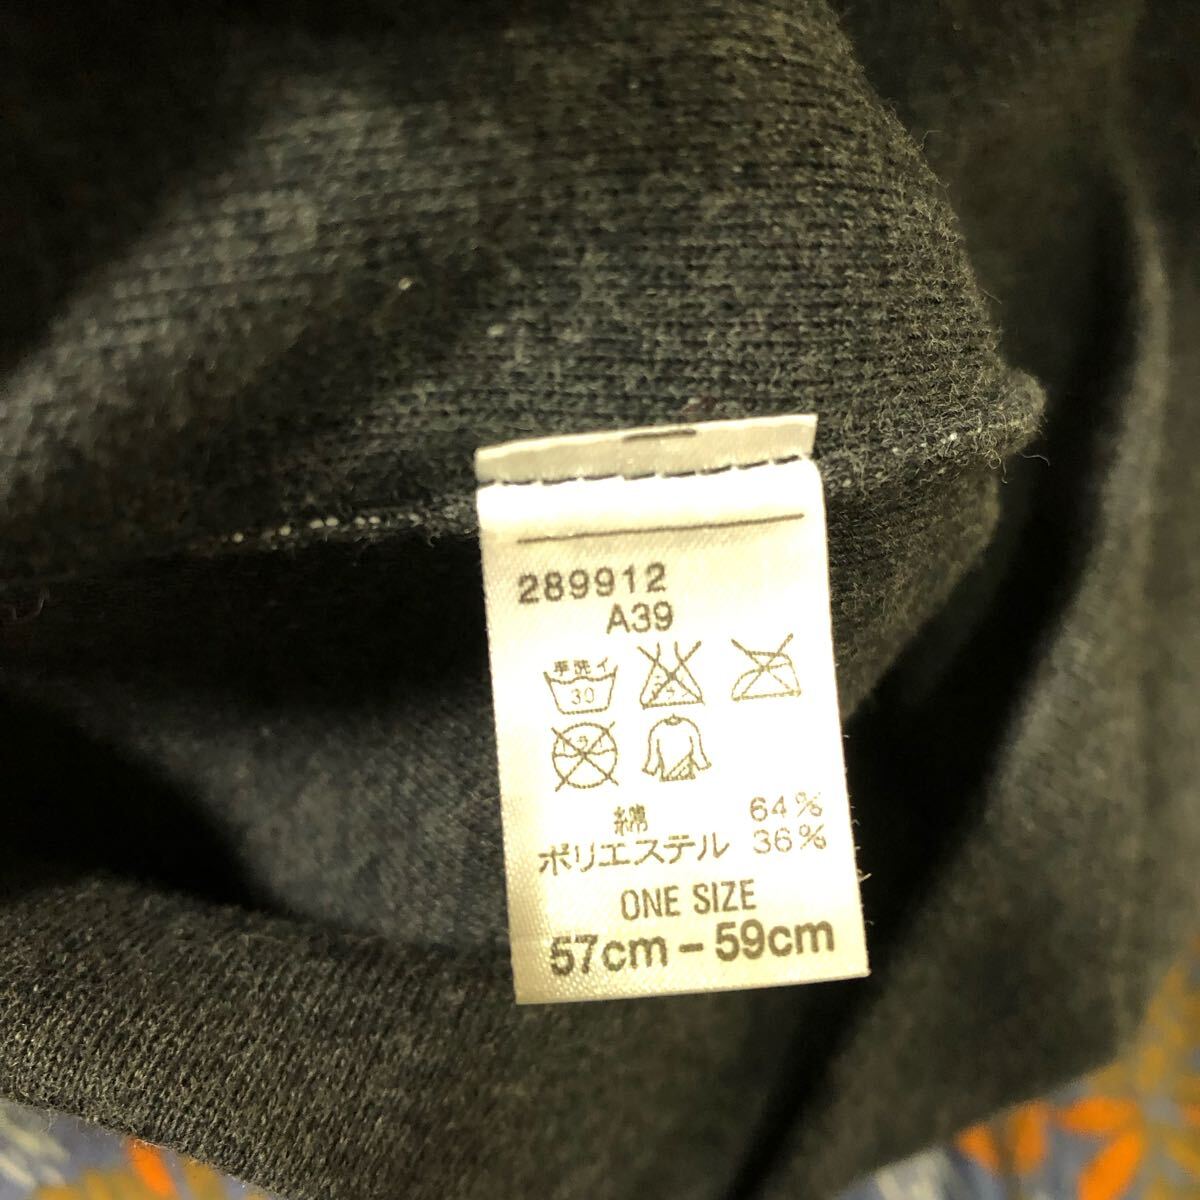 289912
A39
手洗イ
30
綿 64%
ポリエステル 36%
ONE SIZE
57cm-59cm